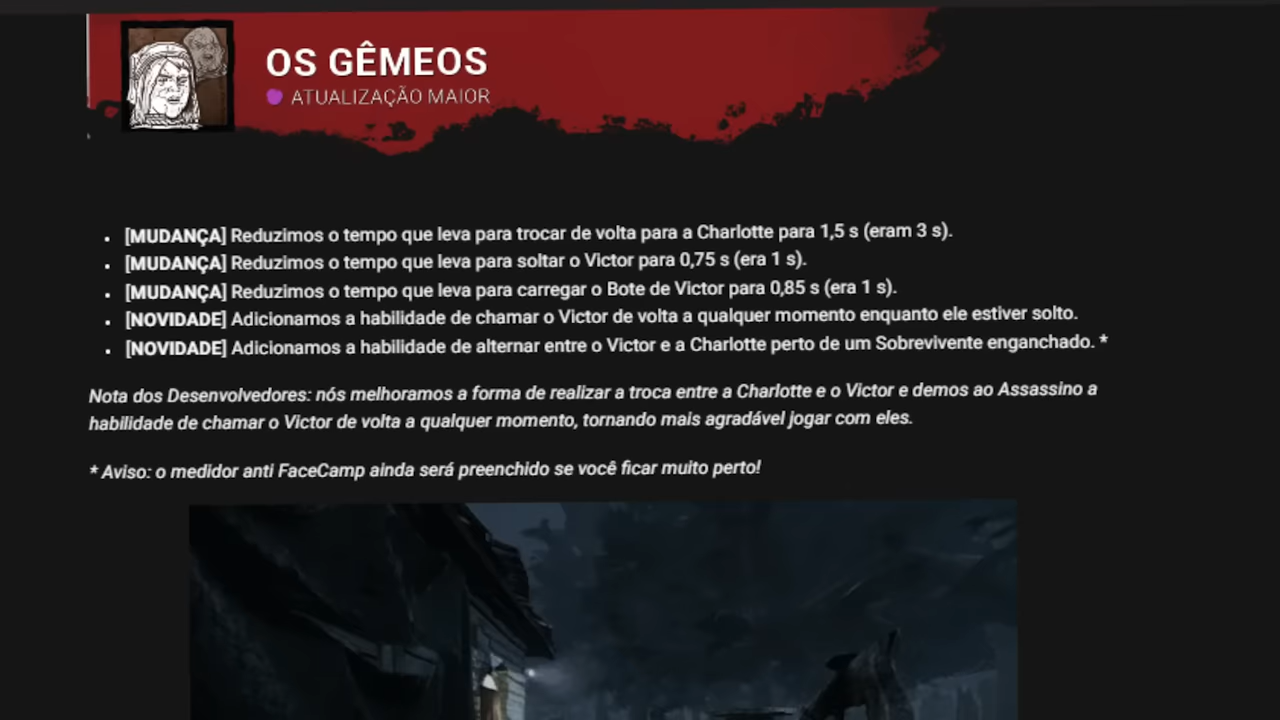 OS GÊMEOS
ATUALIZAÇÃO MAIOR
• [MUDANÇA] Reduzimos o tempo que leva para trocar de volta para a Charlotte para 1,5 s (eram 3 s).
• [MUDANÇA] Reduzimos o tempo que leva para soltar o Victor para 0,75 s (era 1 s).
• [MUDANÇA] Reduzimos o tempo que leva para carregar o Bote de Victor para 0,85 s (era 1 s).
• [NOVIDADE] Adicionamos a habilidade de chamar o Victor de volta a qualquer momento enquanto ele estiver solto.
• [NOVIDADE] Adicionamos a habilidade de alternar entre o Victor e a Charlotte perto de um Sobrevivente enganchado. *
Nota dos Desenvolvedores: nós melhoramos a forma de realizar a troca entre a Charlotte e o Victor e demos ao Assassino a
habilidade de chamar o Victor de volta a qualquer momento, tornando mais agradável jogar com eles.
* Aviso: o medidor anti FaceCamp ainda será preenchido se você ficar muito perto!